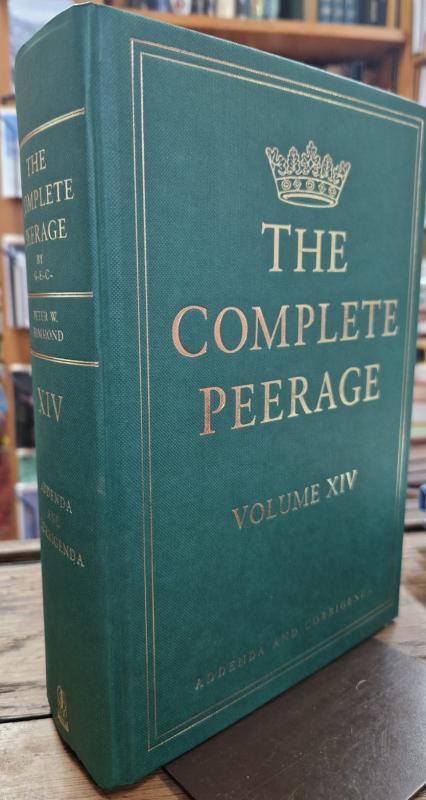 THE
COMPLETE
PEERAGE
BY
G·E·C·
PETER W.
HAMMOND
XIV
ADDENDA
AND
CORRIGENDA
THE
COMPLETE
PEERAGE
VOLUME XIV
ADDENDA AND CORRIGENDA